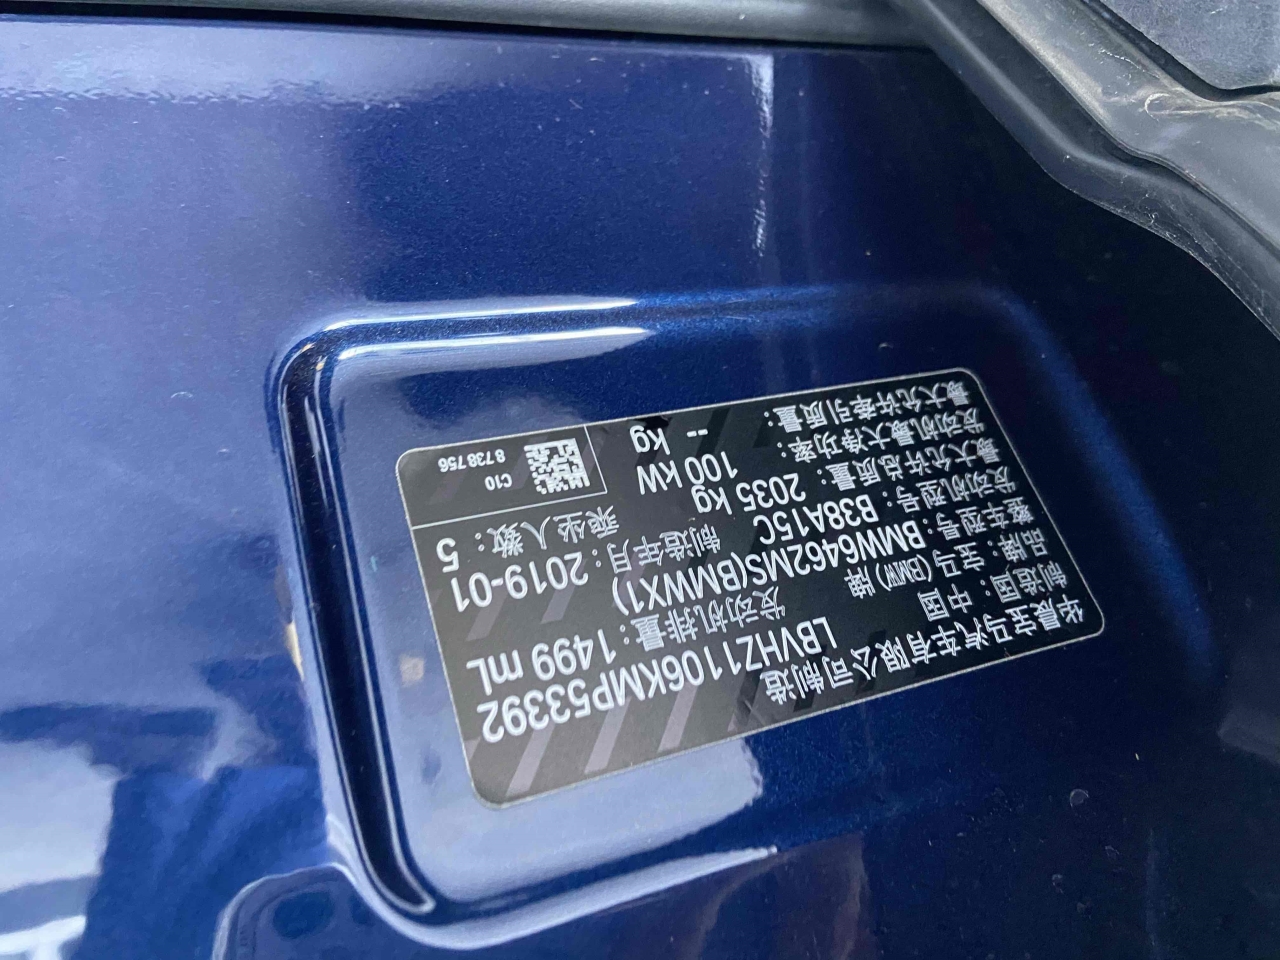 华晨宝马汽车有限公司制造
制造国：中国 LBVHZ1106KMP53392
品牌：宝马(BMW)牌 发动机排量：1499 mL
整车型号：BMW6462MS(BMWX1)
发动机型号：B38A15C 制造年月：2019-01
最大允许总质量：2035 kg 乘坐人数：5
发动机最大净功率：100 kW
最大允许牵引质量：-- kg
C10
8 738 756